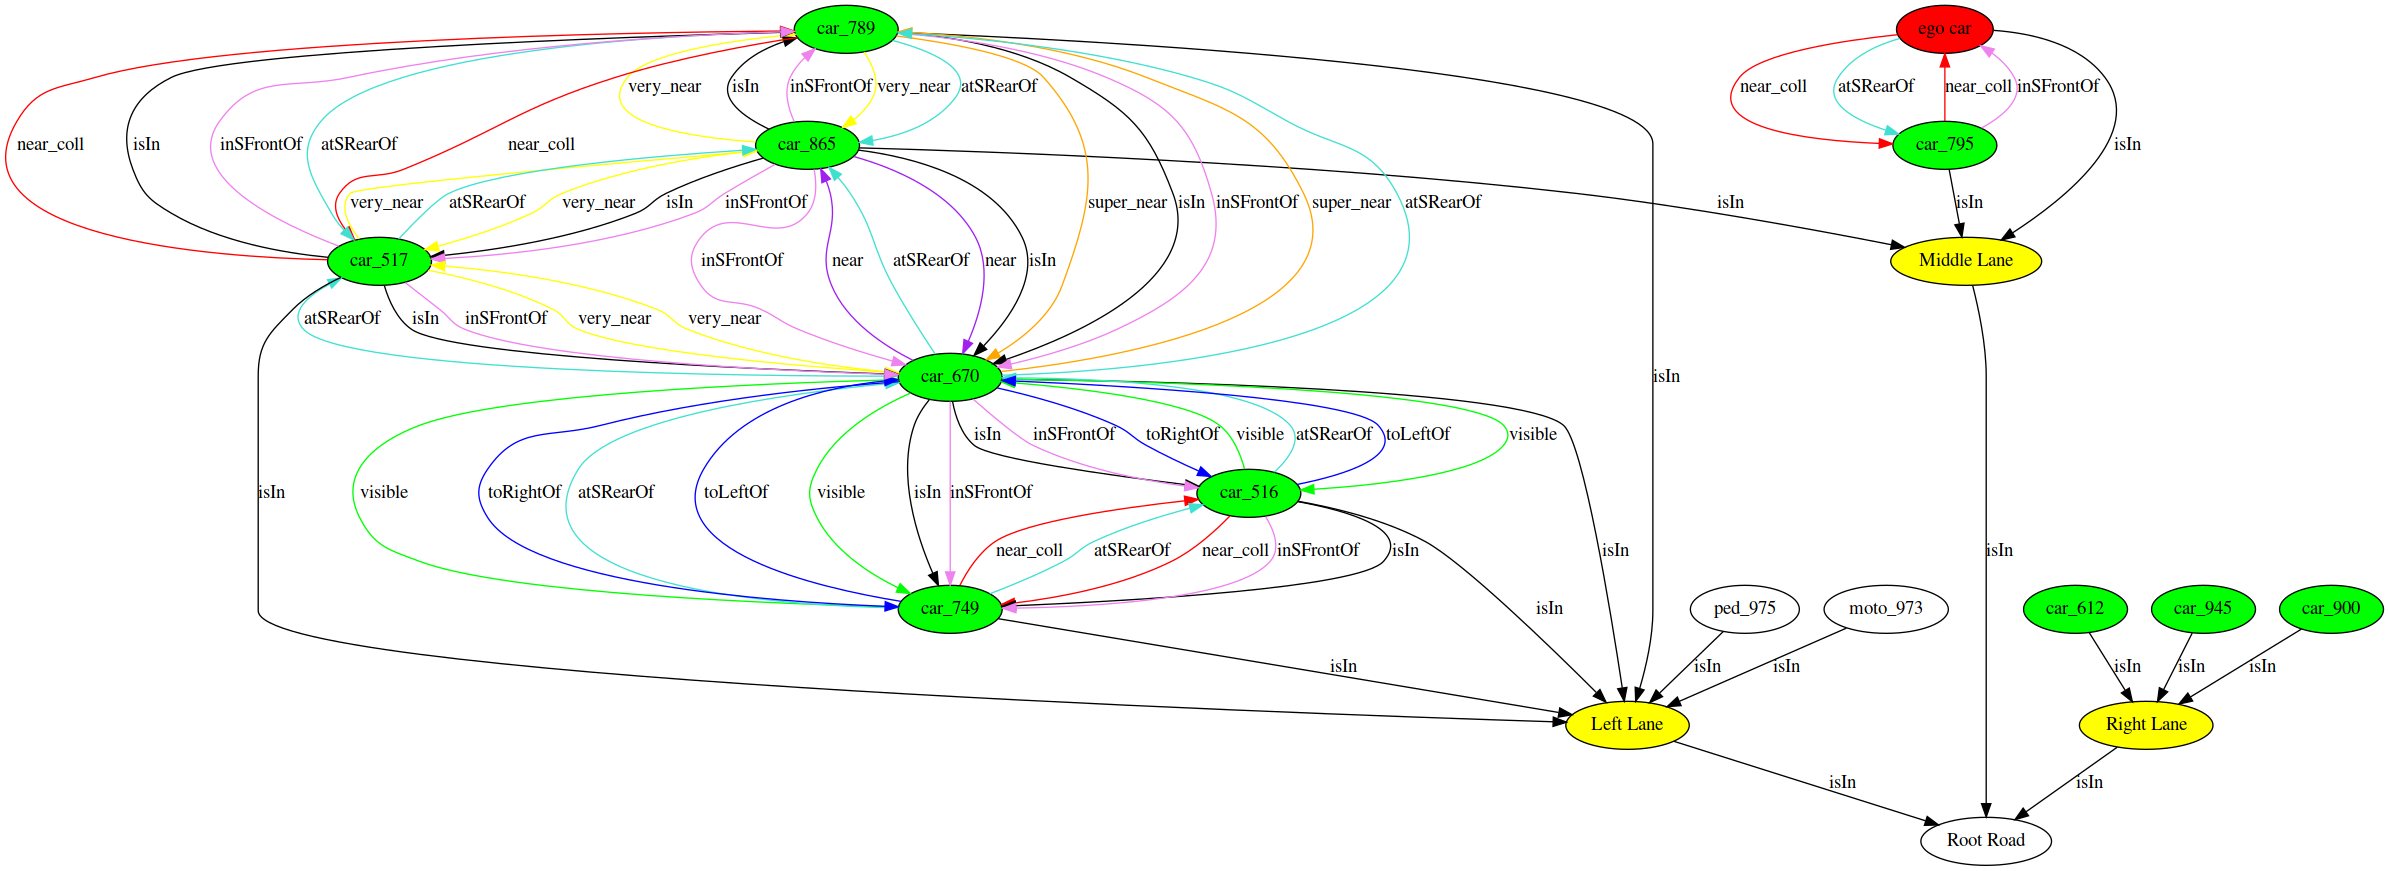 car_789
ego car
very_near
isIn
inSFrontOf
very_near
atSRearOf
near_coll
atSRearOf
near_coll
inSFrontOf
near_coll
isIn
inSFrontOf
atSRearOf
near_coll
car_865
car_795
isIn
very_near
atSRearOf
very_near
isIn
inSFrontOf
super_near
isIn
inSFrontOf
super_near
atSRearOf
isIn
isIn
car_517
inSFrontOf
near
atSRearOf
near
isIn
Middle Lane
atSRearOf
isIn
inSFrontOf
very_near
very_near
car_670
isIn
isIn
inSFrontOf
toRightOf
visible
atSRearOf
toLeftOf
visible
isIn
visible
toRightOf
atSRearOf
toLeftOf
visible
isIn
inSFrontOf
car_516
near_coll
atSRearOf
near_coll
inSFrontOf
isIn
isIn
isIn
car_749
isIn
ped_975
moto_973
car_612
car_945
car_900
isIn
isIn
isIn
isIn
isIn
isIn
Left Lane
Right Lane
isIn
isIn
Root Road